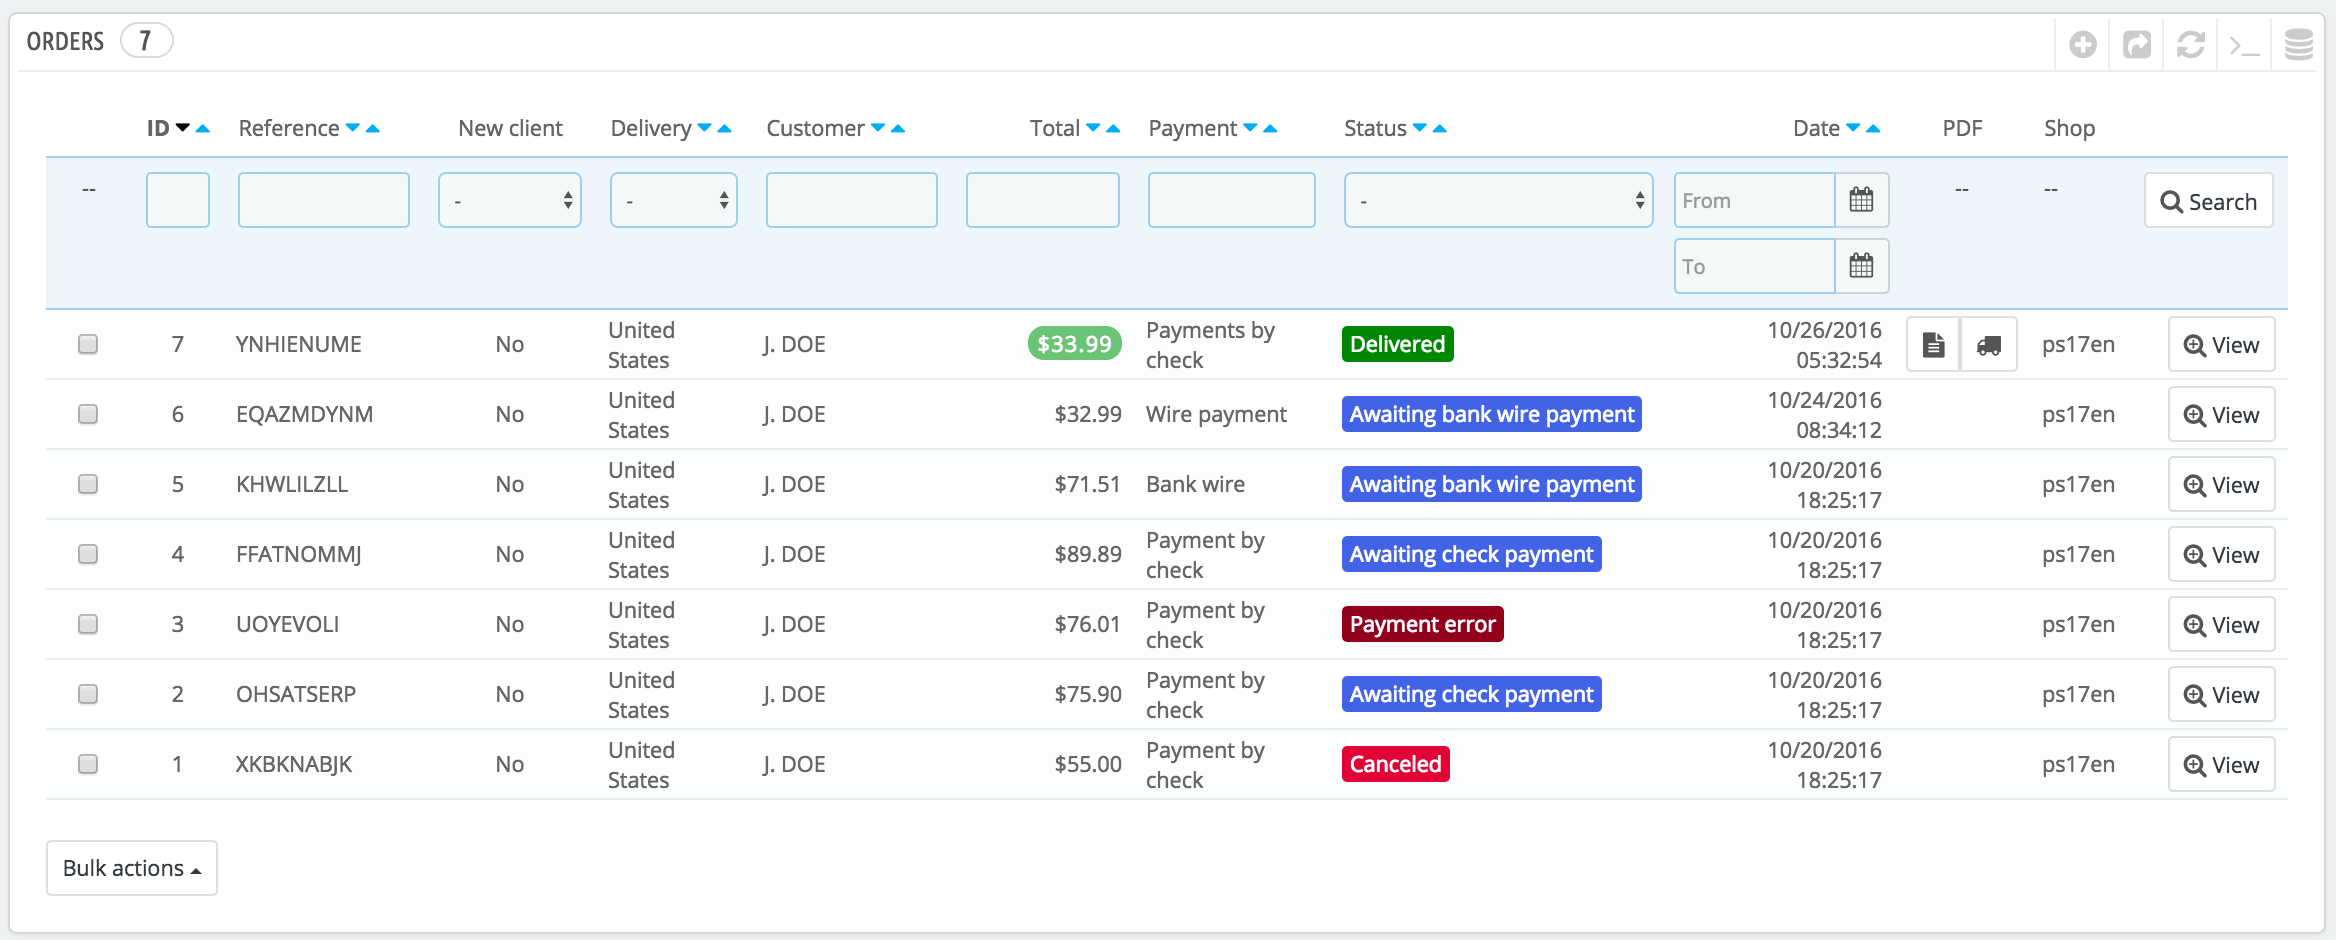 ORDERS 7
ID Reference New client Delivery Customer Total Payment Status Date PDF Shop
-- - - - From -- -- Search
To
7 YNHIENUME No United States J. DOE $33.99 Payments by check Delivered 10/26/2016 05:32:54 ps17en View
6 EQAZMDYNM No United States J. DOE $32.99 Wire payment Awaiting bank wire payment 10/24/2016 08:34:12 ps17en View
5 KHWLILZLL No United States J. DOE $71.51 Bank wire Awaiting bank wire payment 10/20/2016 18:25:17 ps17en View
4 FFATNOMMJ No United States J. DOE $89.89 Payment by check Awaiting check payment 10/20/2016 18:25:17 ps17en View
3 UOYEVOLI No United States J. DOE $76.01 Payment by check Payment error 10/20/2016 18:25:17 ps17en View
2 OHSATSERP No United States J. DOE $75.90 Payment by check Awaiting check payment 10/20/2016 18:25:17 ps17en View
1 XKBKNABJK No United States J. DOE $55.00 Payment by check Canceled 10/20/2016 18:25:17 ps17en View
Bulk actions